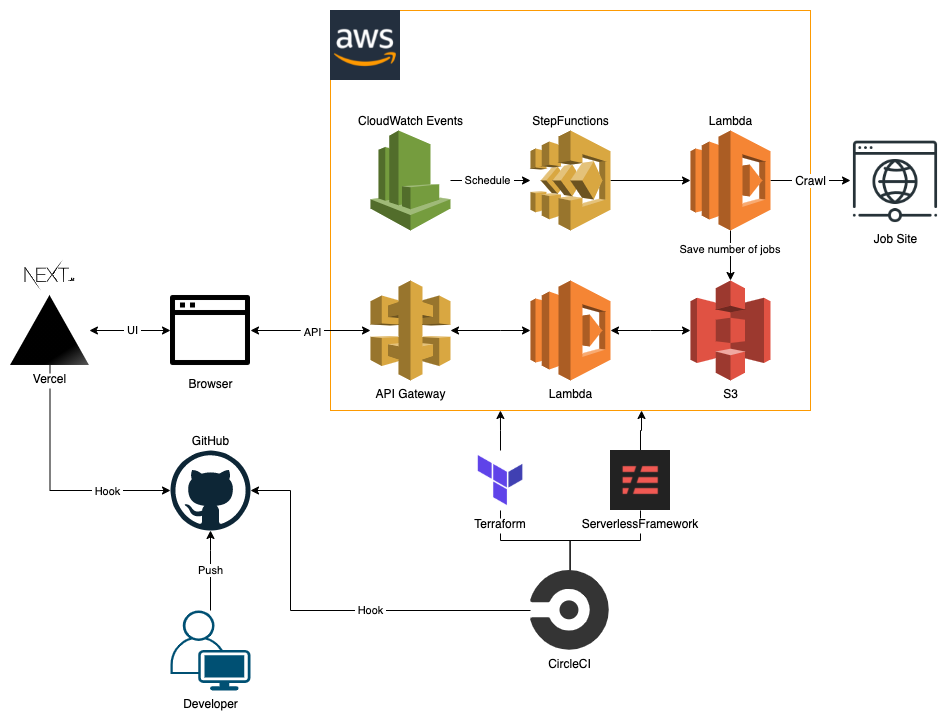 aws
CloudWatch Events
StepFunctions
Lambda
Schedule
Crawl
Job Site
Save number of jobs
NEXT.JS
UI
API
Vercel
Browser
API Gateway
Lambda
S3
GitHub
Hook
Terraform
ServerlessFramework
Push
Hook
CircleCI
Developer